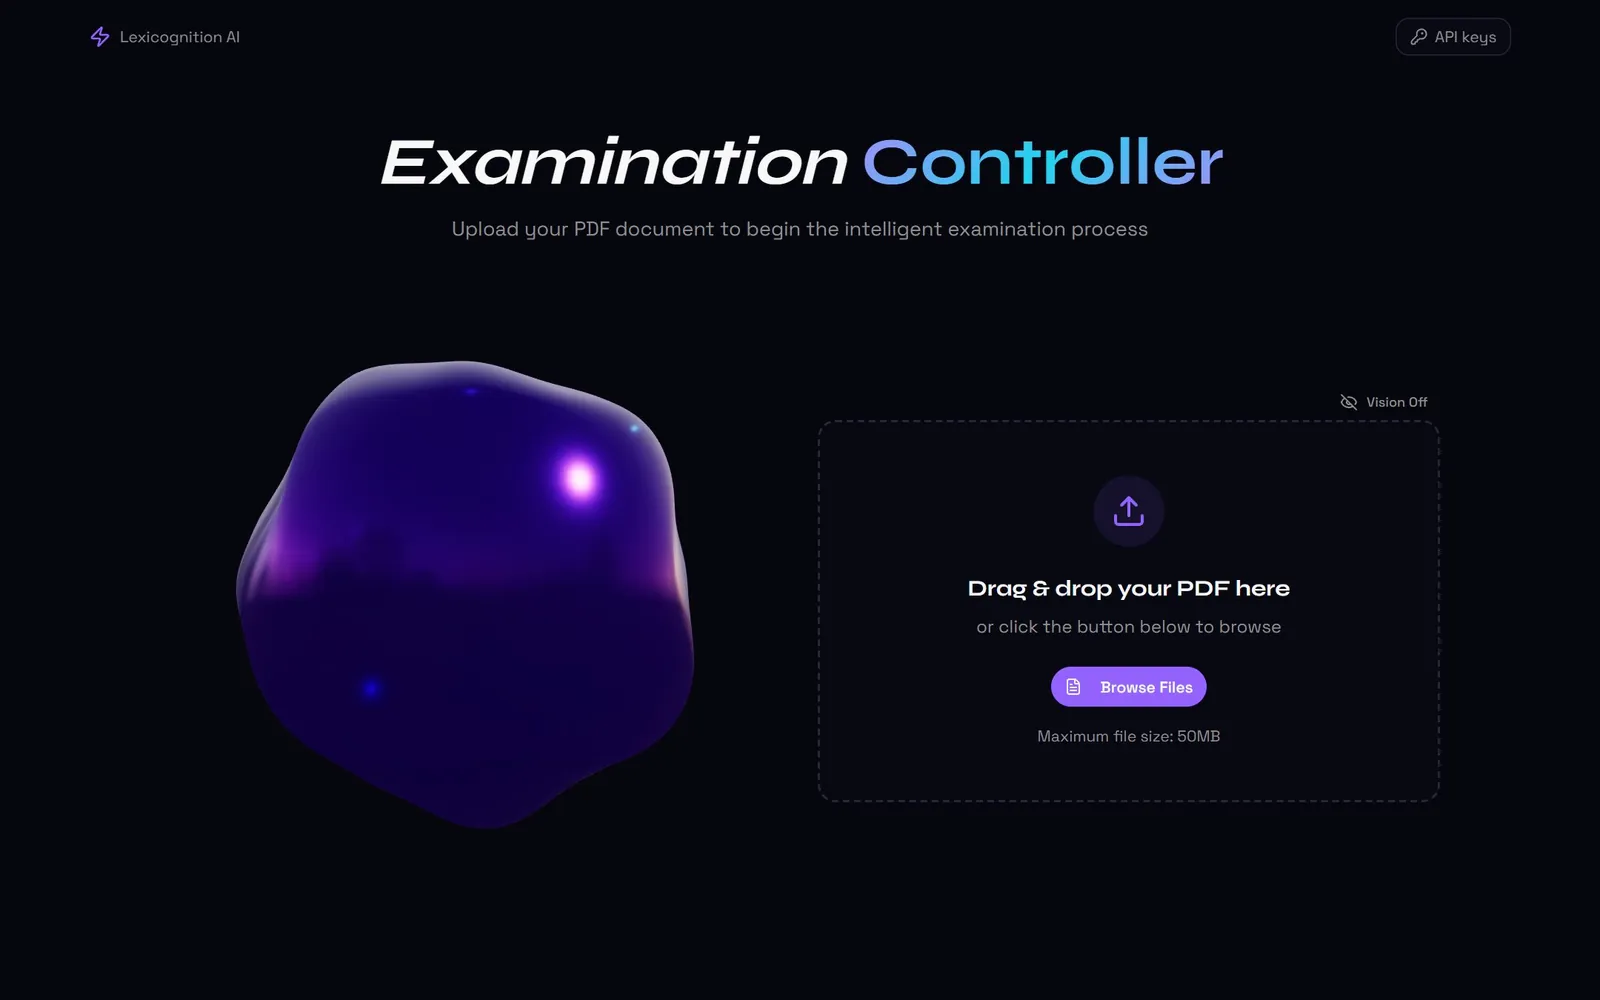 Lexicognition AI
API keys
Examination Controller
Upload your PDF document to begin the intelligent examination process
Vision Off
Drag & drop your PDF here
or click the button below to browse
Browse Files
Maximum file size: 50MB